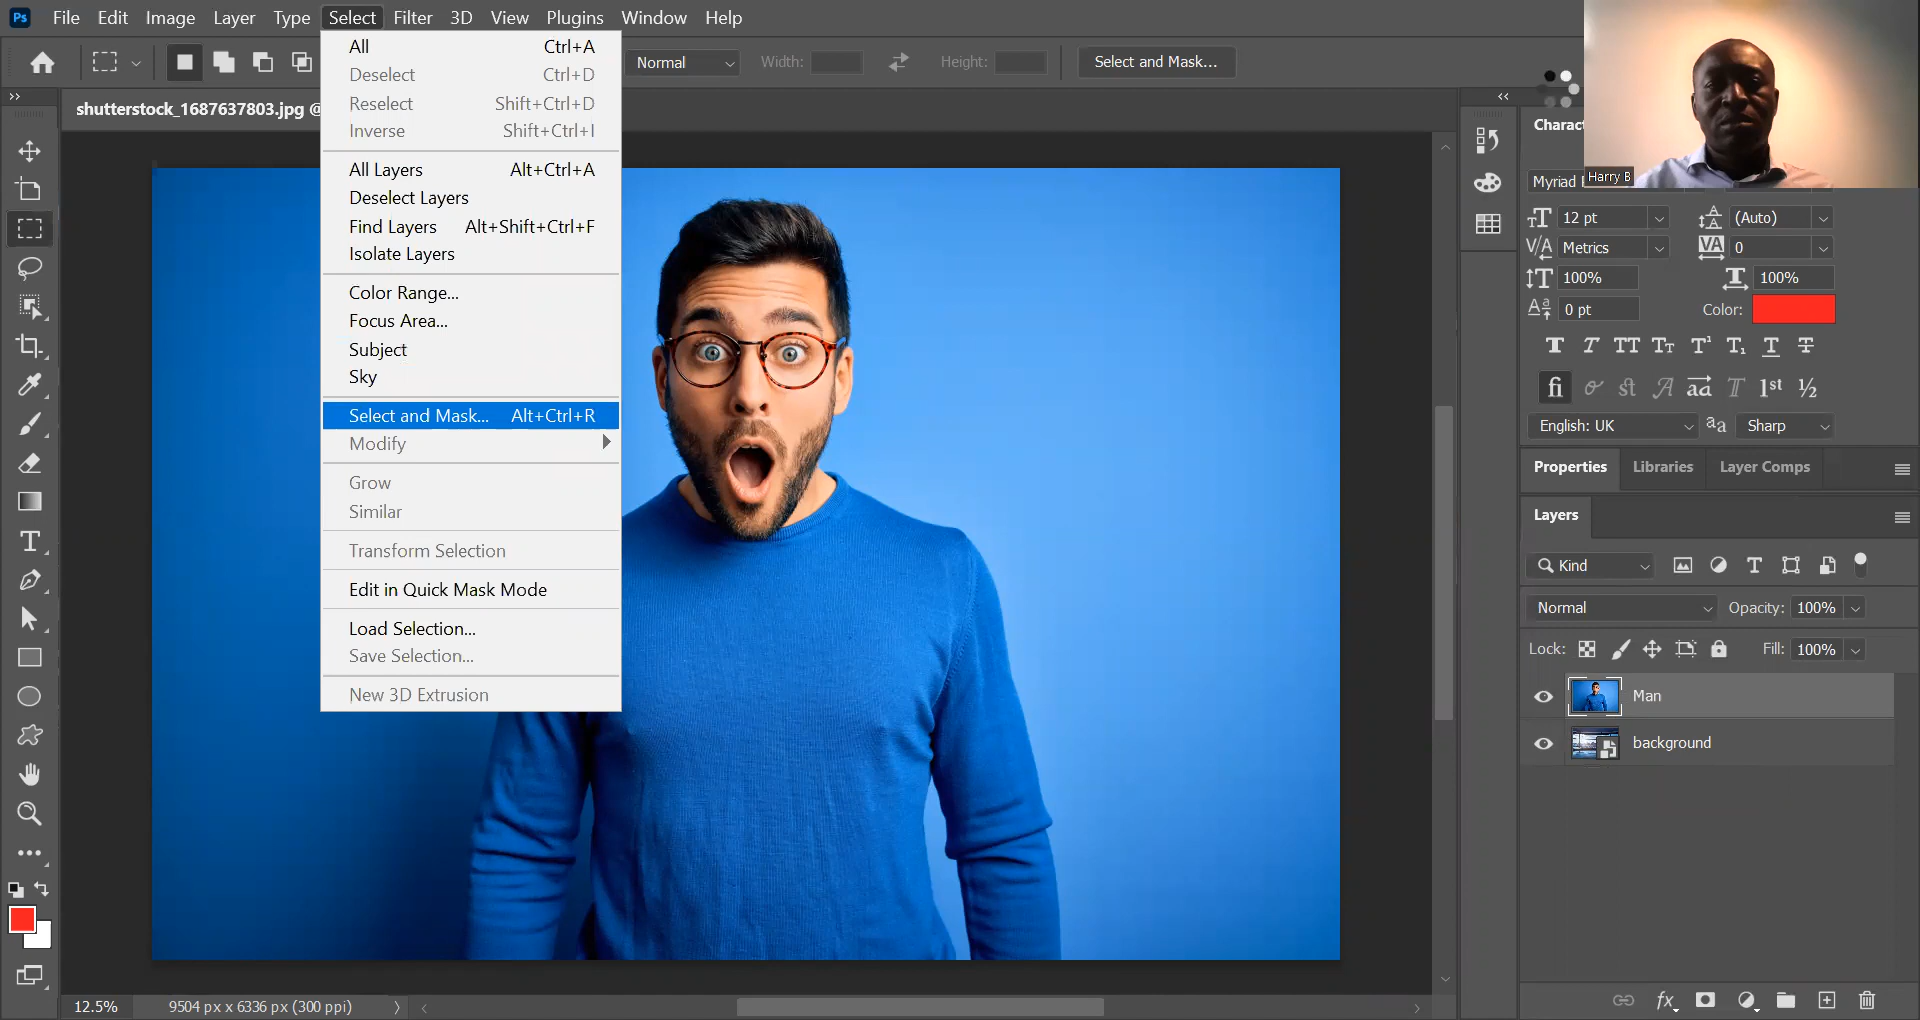 Ps File Edit Image Layer Type Select Filter 3D View Plugins Window Help
Normal Width: Height: Select and Mask...
shutterstock_1687637803.jpg @
All Ctrl+A
Deselect Ctrl+D
Reselect Shift+Ctrl+D
Inverse Shift+Ctrl+I
All Layers Alt+Ctrl+A
Deselect Layers
Find Layers Alt+Shift+Ctrl+F
Isolate Layers
Color Range...
Focus Area...
Subject
Sky
Select and Mask... Alt+Ctrl+R
Modify
Grow
Similar
Transform Selection
Edit in Quick Mask Mode
Load Selection...
Save Selection...
New 3D Extrusion
Harry B
Myriad
12 pt (Auto)
Metrics 0
100% 100%
0 pt Color:
English: UK Sharp
Properties Libraries Layer Comps
Layers
Kind
Normal Opacity: 100%
Lock: Fill: 100%
Man
background
12.5% 9504 px x 6336 px (300 ppi)